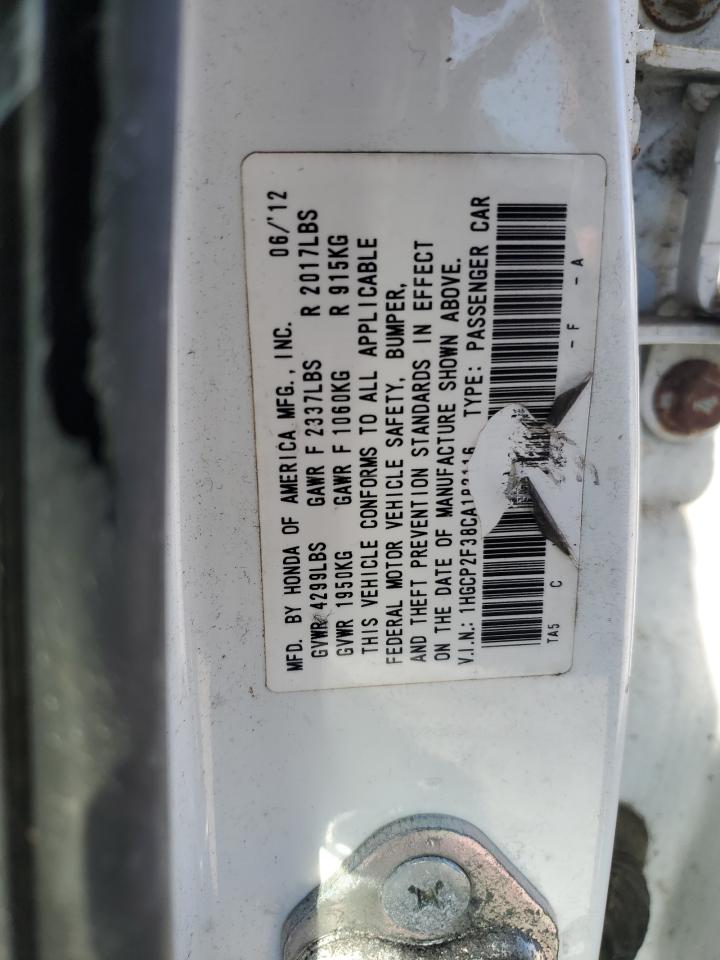 MFD. BY HONDA OF AMERICA MFG., INC. 06/'12
GVWR 4299LBS GAWR F 2337LBS R 2017LBS
GVWR 1950KG GAWR F 1060KG R 915KG
THIS VEHICLE CONFORMS TO ALL APPLICABLE
FEDERAL MOTOR VEHICLE SAFETY, BUMPER,
AND THEFT PREVENTION STANDARDS IN EFFECT
ON THE DATE OF MANUFACTURE SHOWN ABOVE.
V.I.N.: TYPE: PASSENGER CAR
TA5 C - F - A